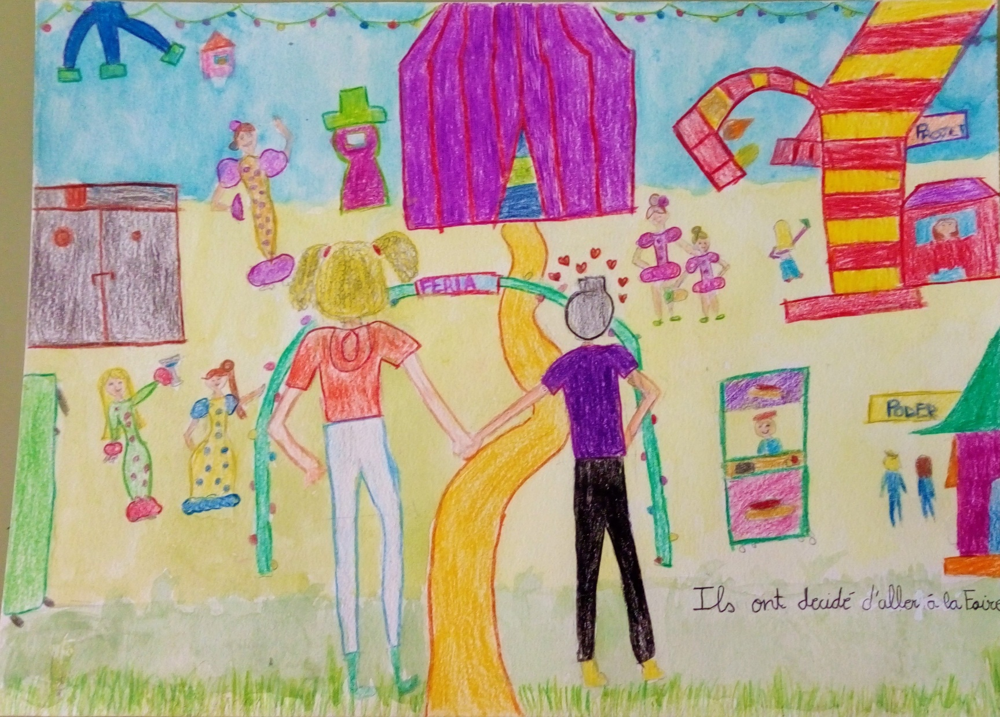 FERIA
PODER
Ils ont decidé d'aller à la Foire